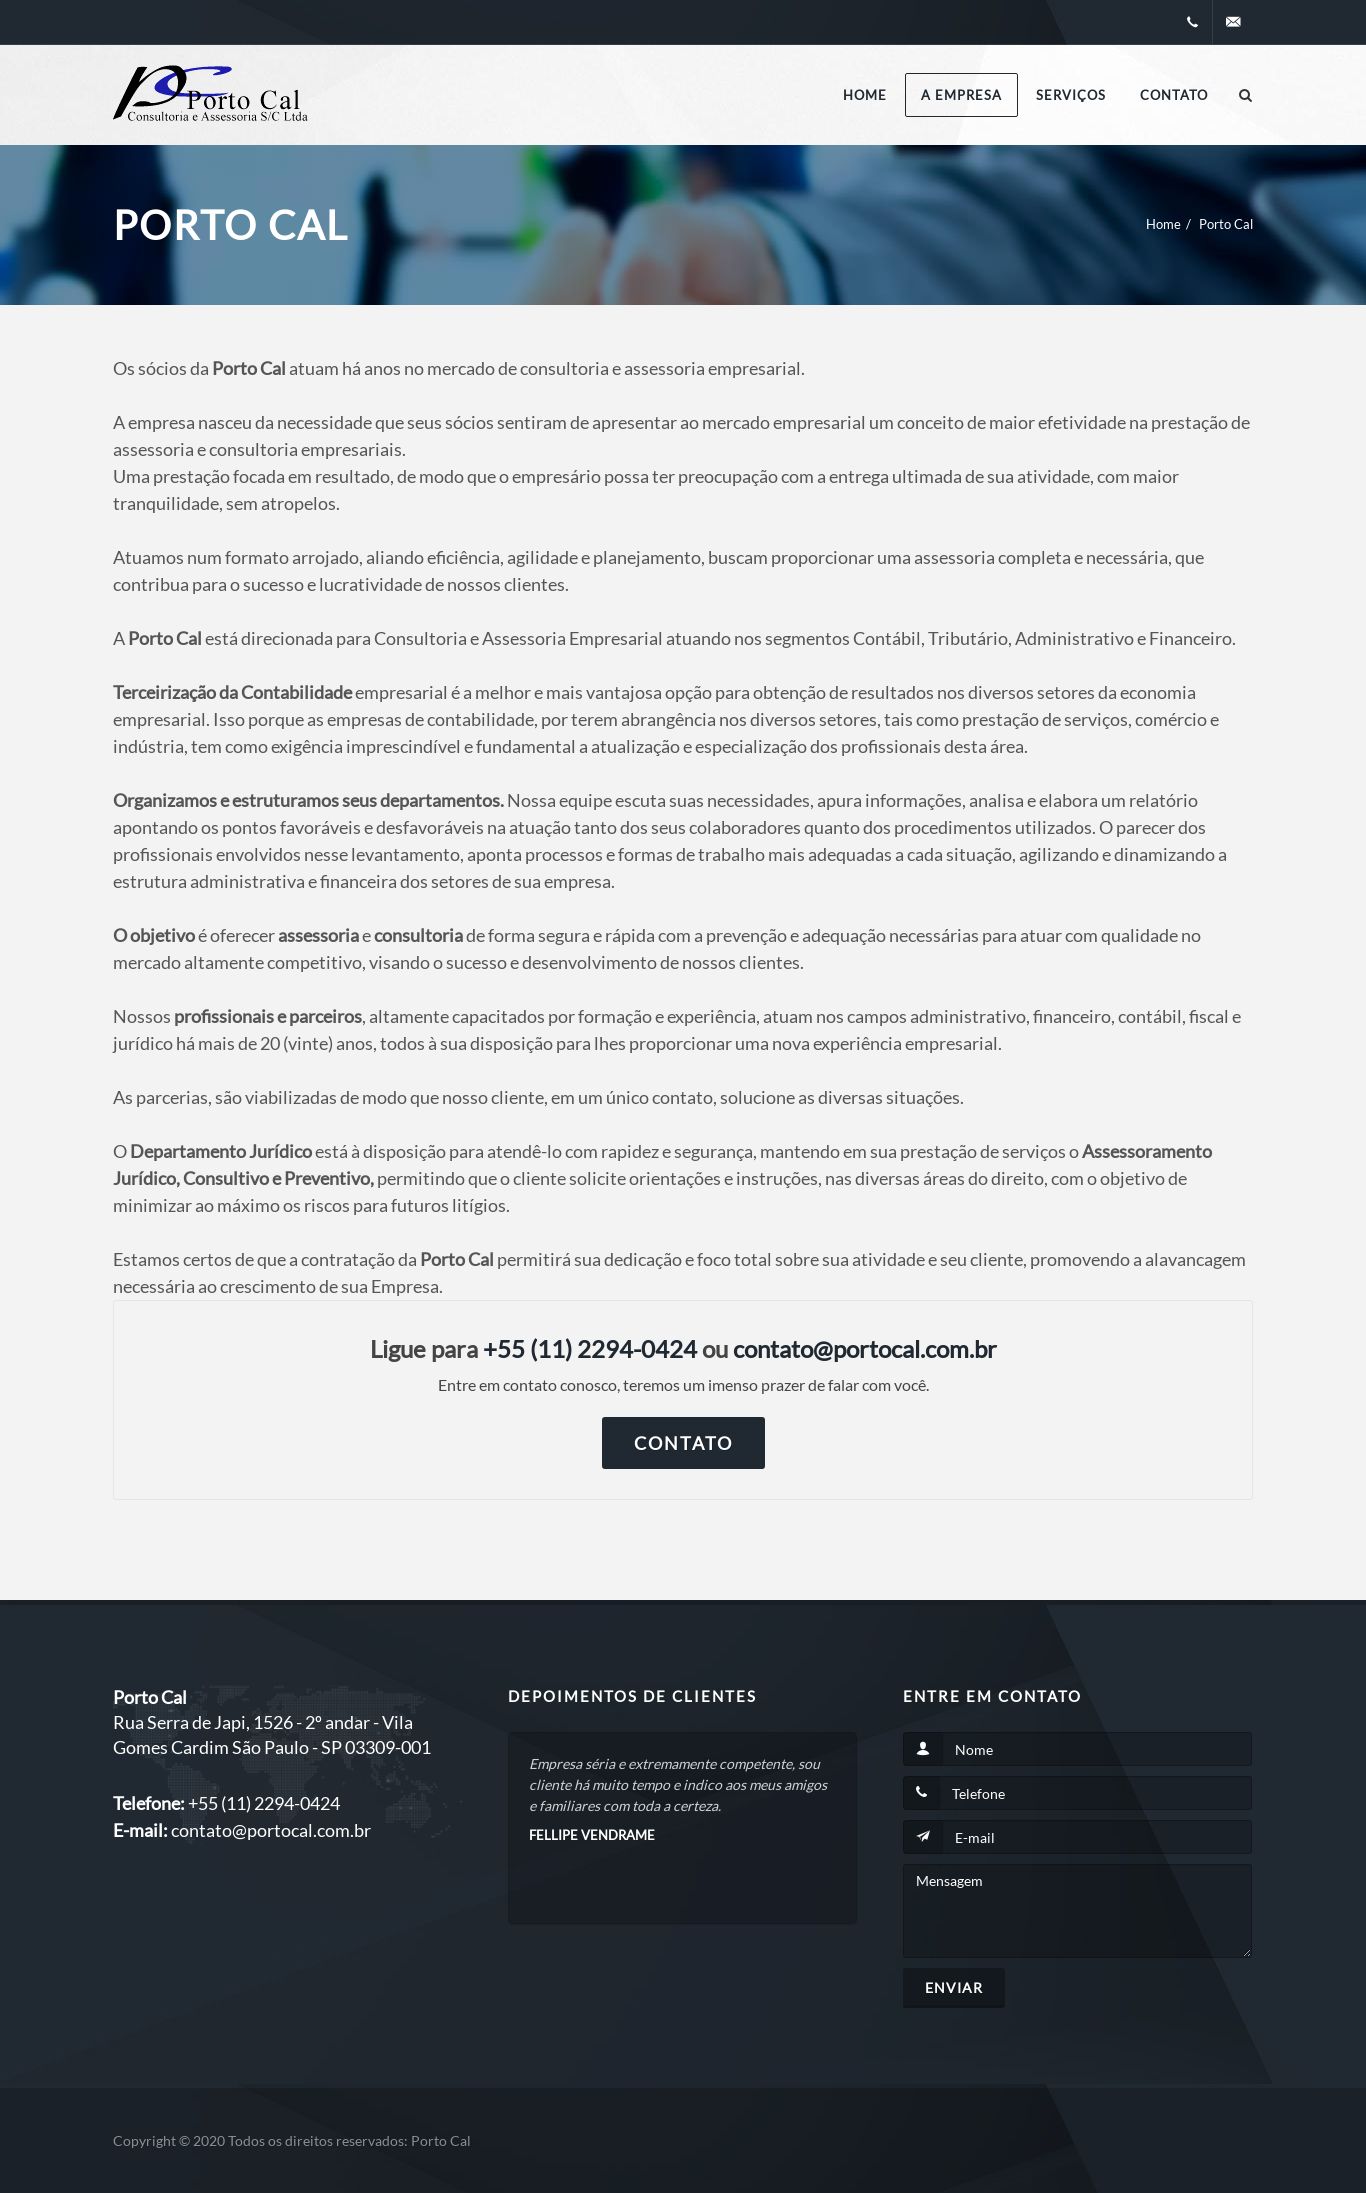 Porto Cal
Consultoria e Assessoria S/C Ltda
HOME
A EMPRESA
SERVIÇOS
CONTATO
PORTO CAL
Home / Porto Cal
Os sócios da Porto Cal atuam há anos no mercado de consultoria e assessoria empresarial.
A empresa nasceu da necessidade que seus sócios sentiram de apresentar ao mercado empresarial um conceito de maior efetividade na prestação de
assessoria e consultoria empresariais.
Uma prestação focada em resultado, de modo que o empresário possa ter preocupação com a entrega ultimada de sua atividade, com maior
tranquilidade, sem atropelos.
Atuamos num formato arrojado, aliando eficiência, agilidade e planejamento, buscam proporcionar uma assessoria completa e necessária, que
contribua para o sucesso e lucratividade de nossos clientes.
A Porto Cal está direcionada para Consultoria e Assessoria Empresarial atuando nos segmentos Contábil, Tributário, Administrativo e Financeiro.
Terceirização da Contabilidade empresarial é a melhor e mais vantajosa opção para obtenção de resultados nos diversos setores da economia
empresarial. Isso porque as empresas de contabilidade, por terem abrangência nos diversos setores, tais como prestação de serviços, comércio e
indústria, tem como exigência imprescindível e fundamental a atualização e especialização dos profissionais desta área.
Organizamos e estruturamos seus departamentos. Nossa equipe escuta suas necessidades, apura informações, analisa e elabora um relatório
apontando os pontos favoráveis e desfavoráveis na atuação tanto dos seus colaboradores quanto dos procedimentos utilizados. O parecer dos
profissionais envolvidos nesse levantamento, aponta processos e formas de trabalho mais adequadas a cada situação, agilizando e dinamizando a
estrutura administrativa e financeira dos setores de sua empresa.
O objetivo é oferecer assessoria e consultoria de forma segura e rápida com a prevenção e adequação necessárias para atuar com qualidade no
mercado altamente competitivo, visando o sucesso e desenvolvimento de nossos clientes.
Nossos profissionais e parceiros, altamente capacitados por formação e experiência, atuam nos campos administrativo, financeiro, contábil, fiscal e
jurídico há mais de 20 (vinte) anos, todos à sua disposição para lhes proporcionar uma nova experiência empresarial.
As parcerias, são viabilizadas de modo que nosso cliente, em um único contato, solucione as diversas situações.
O Departamento Jurídico está à disposição para atendê-lo com rapidez e segurança, mantendo em sua prestação de serviços o Assessoramento
Jurídico, Consultivo e Preventivo, permitindo que o cliente solicite orientações e instruções, nas diversas áreas do direito, com o objetivo de
minimizar ao máximo os riscos para futuros litígios.
Estamos certos de que a contratação da Porto Cal permitirá sua dedicação e foco total sobre sua atividade e seu cliente, promovendo a alavancagem
necessária ao crescimento de sua Empresa.
Ligue para +55 (11) 2294-0424 ou contato@portocal.com.br
Entre em contato conosco, teremos um imenso prazer de falar com você.
CONTATO
Porto Cal
Rua Serra de Japi, 1526 - 2º andar - Vila
Gomes Cardim São Paulo - SP 03309-001
Telefone: +55 (11) 2294-0424
E-mail: contato@portocal.com.br
DEPOIMENTOS DE CLIENTES
Empresa séria e extremamente competente, sou
cliente há muito tempo e indico aos meus amigos
e familiares com toda a certeza.
FELLIPE VENDRAME
ENTRE EM CONTATO
Nome
Telefone
E-mail
Mensagem
ENVIAR
Copyright © 2020 Todos os direitos reservados: Porto Cal